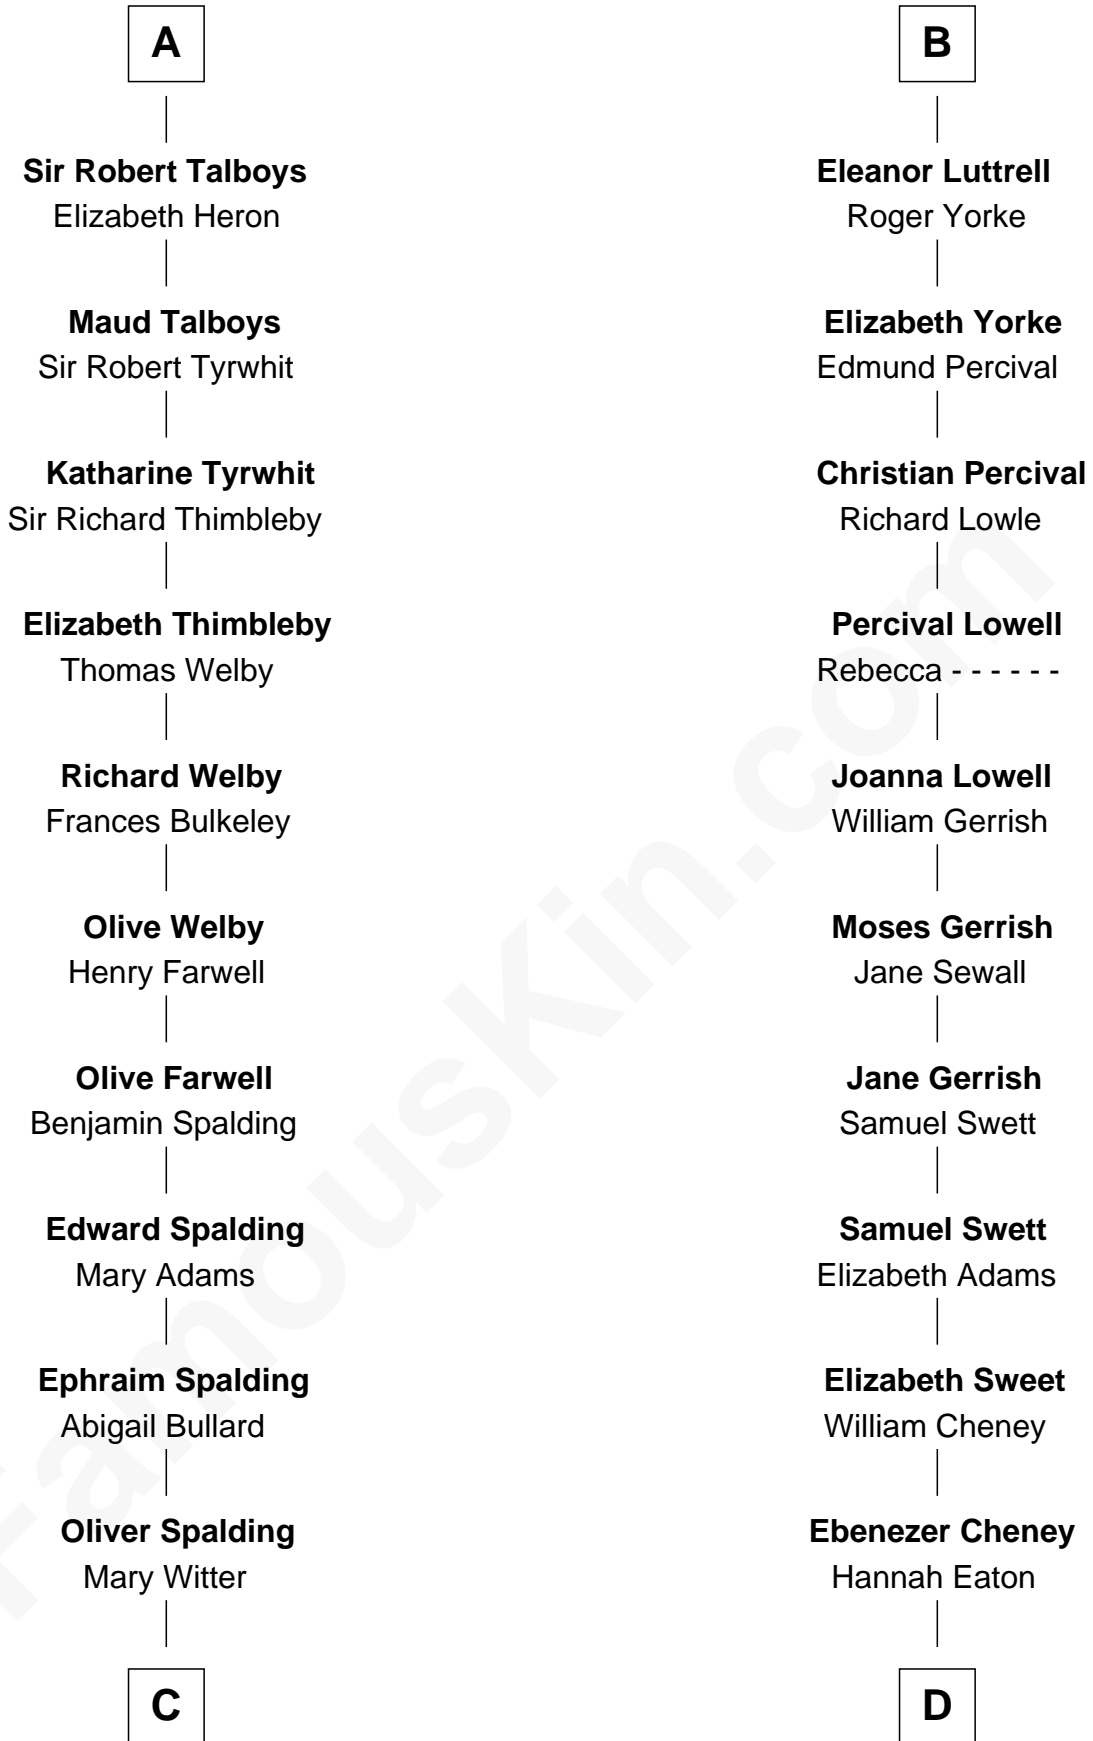 A
Sir Robert Talboys
Elizabeth Heron
Maud Talboys
Sir Robert Tyrwhit
Katharine Tyrwhit
Sir Richard Thimbleby
Elizabeth Thimbleby
Thomas Welby
Richard Welby
Frances Bulkeley
Olive Welby
Henry Farwell
Olive Farwell
Benjamin Spalding
Edward Spalding
Mary Adams
Ephraim Spalding
Abigail Bullard
Oliver Spalding
Mary Witter
C
B
Eleanor Luttrell
Roger Yorke
Elizabeth Yorke
Edmund Percival
Christian Percival
Richard Lowle
Percival Lowell
Rebecca - - - - - -
Joanna Lowell
William Gerrish
Moses Gerrish
Jane Sewall
Jane Gerrish
Samuel Swett
Samuel Swett
Elizabeth Adams
Elizabeth Sweet
William Cheney
Ebenezer Cheney
Hannah Eaton
D
FamousKin.com